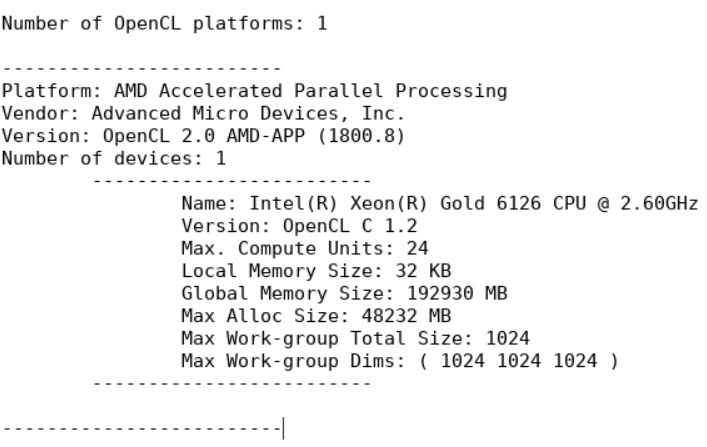 Number of OpenCL platforms: 1
-------------------------
Platform: AMD Accelerated Parallel Processing
Vendor: Advanced Micro Devices, Inc.
Version: OpenCL 2.0 AMD-APP (1800.8)
Number of devices: 1
-------------------------
Name: Intel(R) Xeon(R) Gold 6126 CPU @ 2.60GHz
Version: OpenCL C 1.2
Max. Compute Units: 24
Local Memory Size: 32 KB
Global Memory Size: 192930 MB
Max Alloc Size: 48232 MB
Max Work-group Total Size: 1024
Max Work-group Dims: ( 1024 1024 1024 )
-------------------------
-------------------------